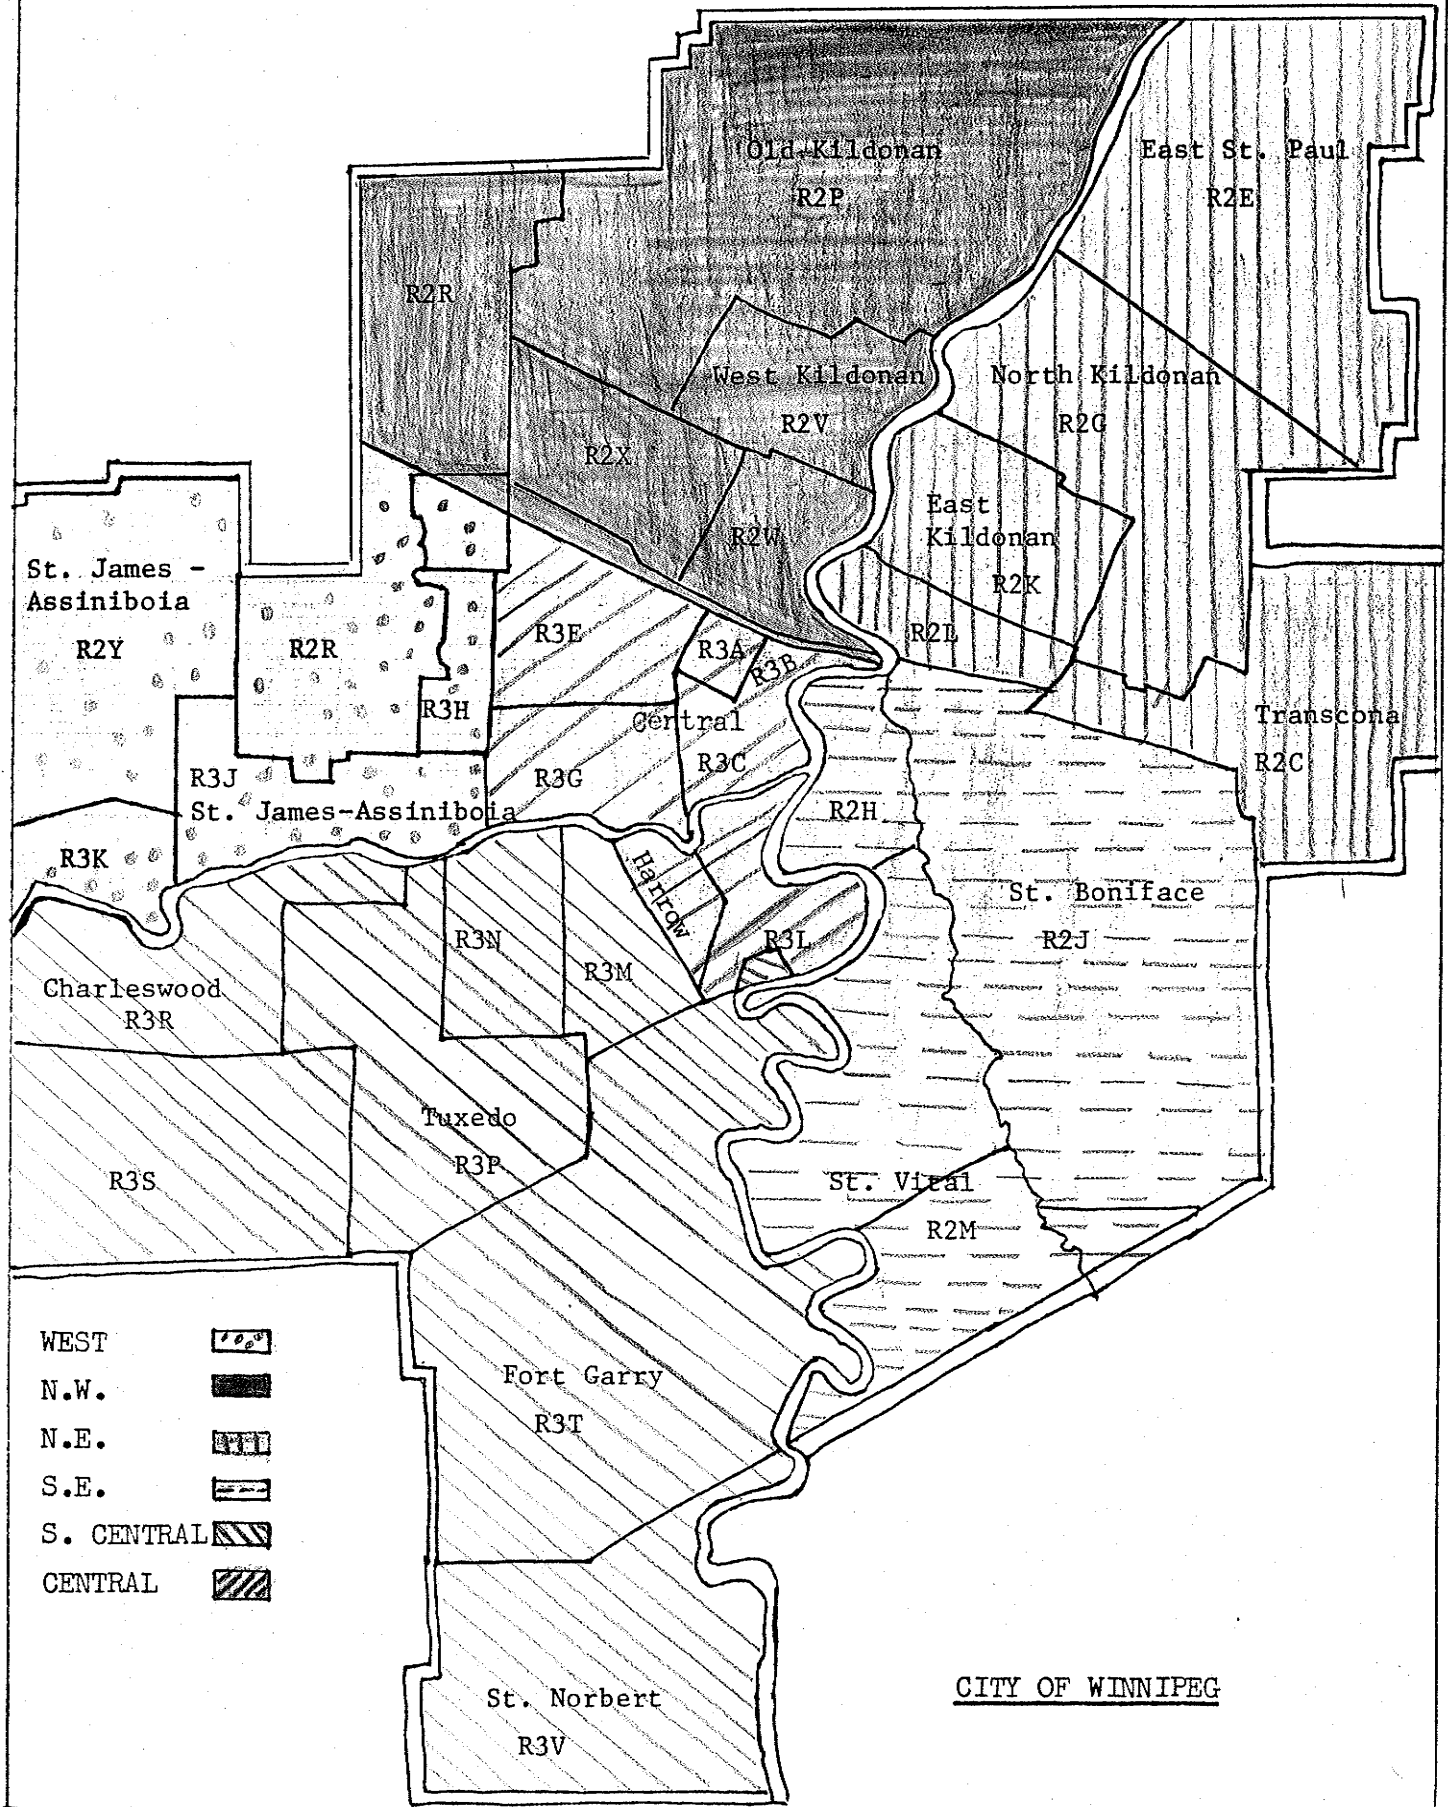 Old Kildonan
R2P
East St. Paul
R2E
R2R
West Kildonan
R2V
North Kildonan
R2G
R2X
R2W
East
Kildonan
R2K
R2L
St. James -
Assiniboia
R2Y
R2R
R3H
R3E
R3A
R3B
Central
R3C
R3G
Transcona
R2C
R3J
St. James-Assiniboia
R3K
R2H
Harrow
St. Boniface
R2J
R3L
R3N
R3M
Charleswood
R3R
Tuxedo
R3P
R3S
St. Vital
R2M
WEST
N.W.
N.E.
S.E.
S. CENTRAL
CENTRAL
Fort Garry
R3T
St. Norbert
R3V
CITY OF WINNIPEG